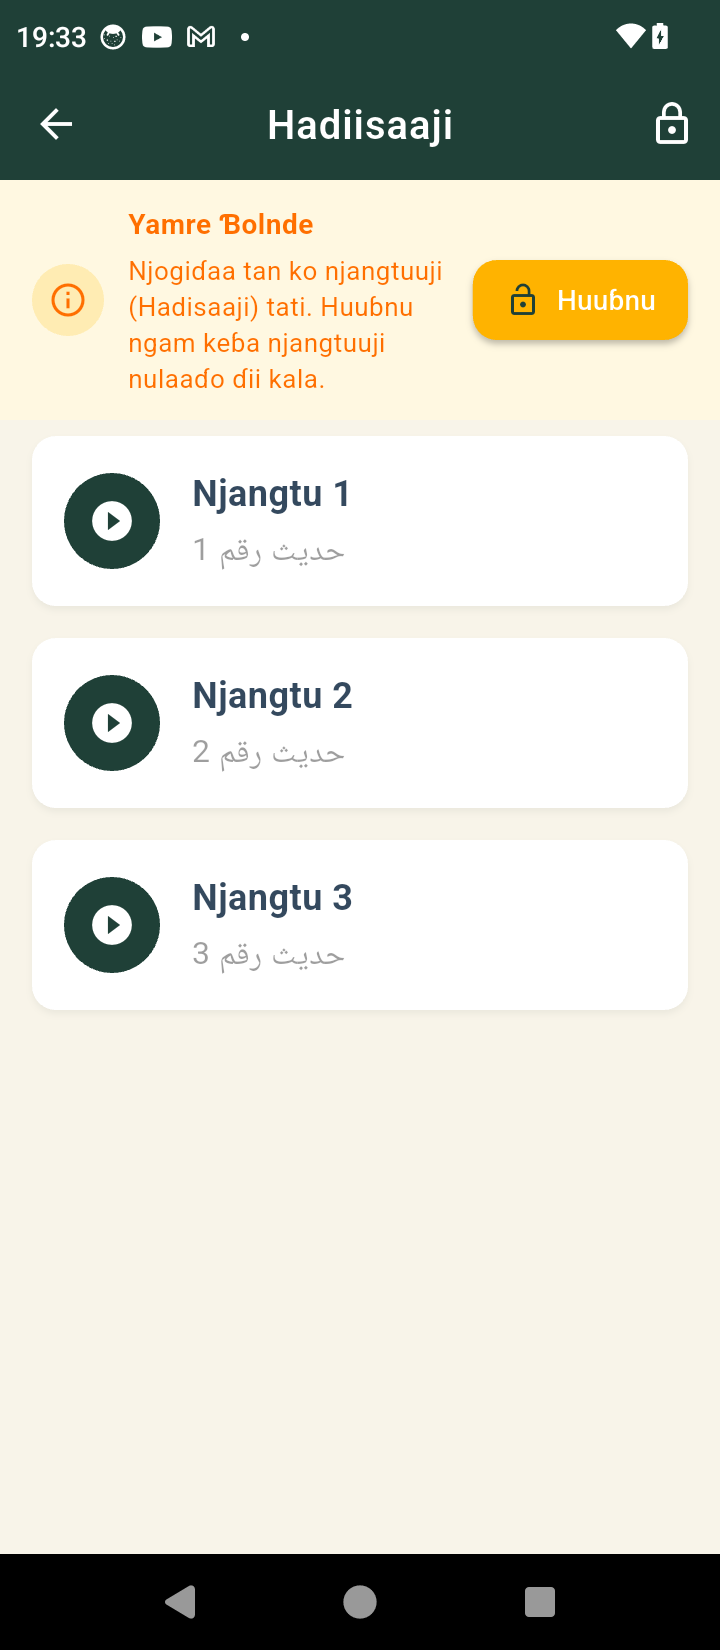 19:33
Hadiisaaji
Yamre Ɓolnde
Njogiɗaa tan ko njangtuuji
(Hadisaaji) tati. Huuɓnu
ngam keɓa njangtuuji
nulaaɗo ɗii kala.
Huuɓnu
Njangtu 1
حديث رقم 1
Njangtu 2
حديث رقم 2
Njangtu 3
حديث رقم 3